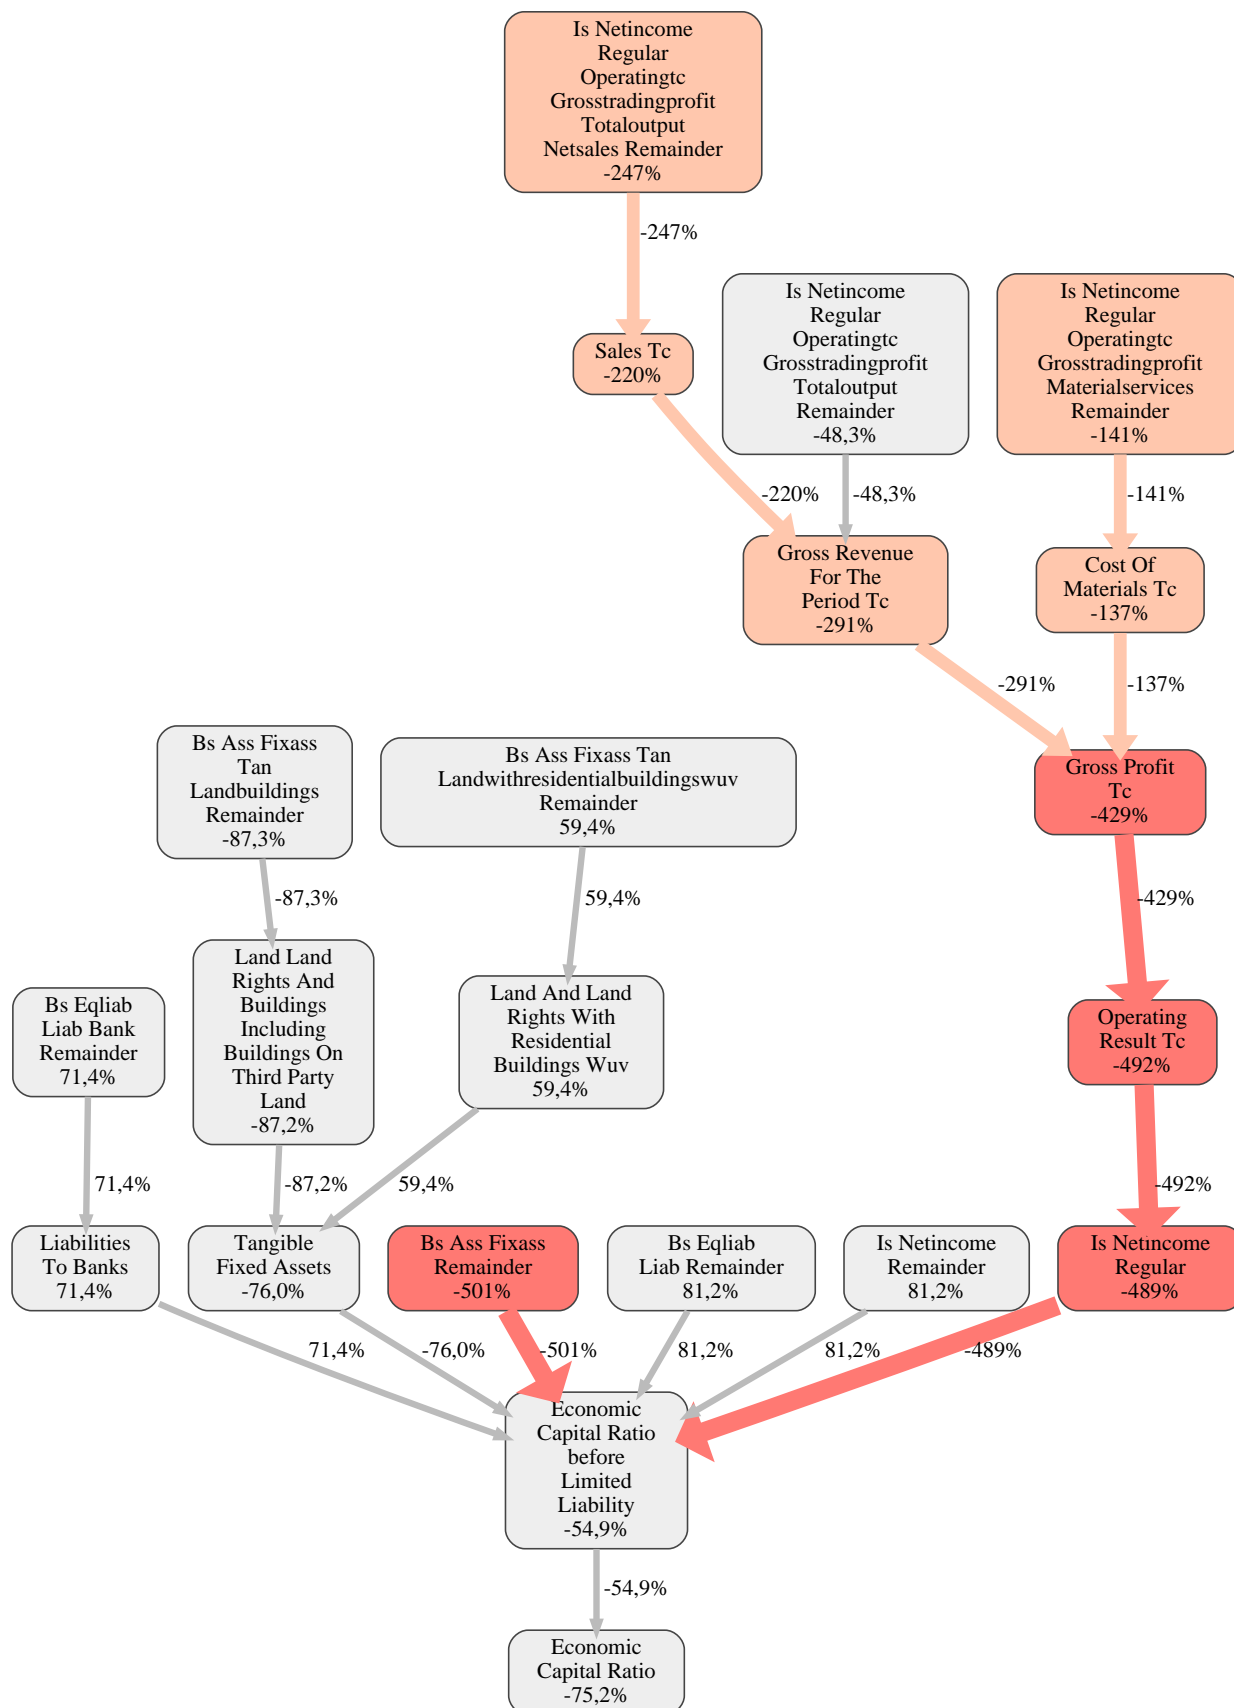 Is Netincome
Regular
Operatingtc
Grosstradingprofit
Totaloutput
Netsales Remainder
-247%
-247%
Is Netincome
Regular
Operatingtc
Grosstradingprofit
Totaloutput
Remainder
-48,3%
Is Netincome
Regular
Operatingtc
Grosstradingprofit
Materialservices
Remainder
-141%
Sales Tc
-220%
-220%
-48,3%
-141%
Gross Revenue
For The
Period Tc
-291%
Cost Of
Materials Tc
-137%
-291%
-137%
Bs Ass Fixass
Tan
Landbuildings
Remainder
-87,3%
Bs Ass Fixass Tan
Landwithresidentialbuildingswuv
Remainder
59,4%
Gross Profit
Tc
-429%
-87,3%
59,4%
-429%
Bs Eqliab
Liab Bank
Remainder
71,4%
Land Land
Rights And
Buildings
Including
Buildings On
Third Party
Land
-87,2%
Land And Land
Rights With
Residential
Buildings Wuv
59,4%
Operating
Result Tc
-492%
71,4%
-87,2%
59,4%
-492%
Liabilities
To Banks
71,4%
Tangible
Fixed Assets
-76,0%
Bs Ass Fixass
Remainder
-501%
Bs Eqliab
Liab Remainder
81,2%
Is Netincome
Remainder
81,2%
Is Netincome
Regular
-489%
71,4%
-76,0%
-501%
81,2%
81,2%
-489%
Economic
Capital Ratio
before
Limited
Liability
-54,9%
-54,9%
Economic
Capital Ratio
-75,2%